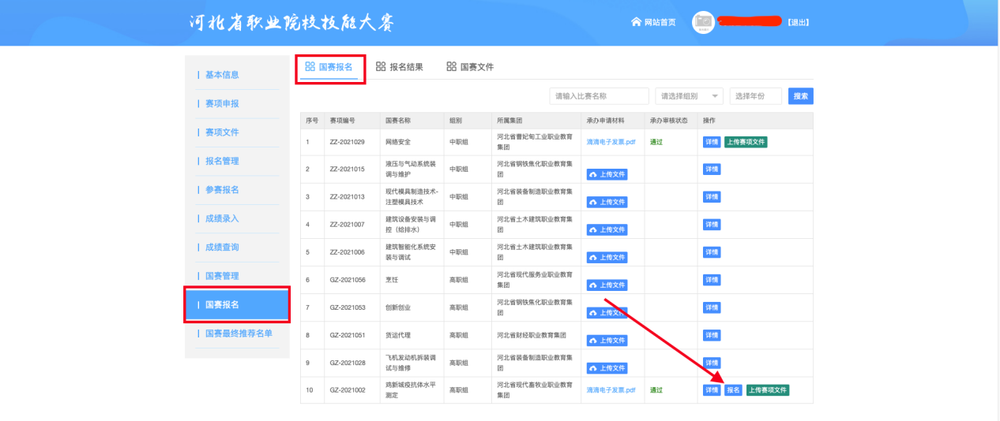 河北省职业院校技能大赛
网站首页
【退出】
基本信息
赛项申报
赛项文件
报名管理
参赛报名
成绩录入
成绩查询
国赛管理
国赛报名
国赛最终推荐名单
国赛报名 报名结果 国赛文件
请输入比赛名称 请选择组别 选择年份 搜索
序号 赛项编号 国赛名称 组别 所属集团 承办申请材料 承办审核状态 操作
1 ZZ-2021029 网络安全 中职组 河北省曹妃甸工业职业教育集团 滴滴电子发票.pdf 通过 详情 上传赛项文件
2 ZZ-2021015 液压与气动系统装调与维护 中职组 河北省钢铁焦化职业教育集团 上传文件 详情
3 ZZ-2021013 现代模具制造技术-注塑模具技术 中职组 河北省装备制造职业教育集团 上传文件 详情
4 ZZ-2021007 建筑设备安装与调控（给排水） 中职组 河北省土木建筑职业教育集团 上传文件 详情
5 ZZ-2021006 建筑智能化系统安装与调试 中职组 河北省土木建筑职业教育集团 上传文件 详情
6 GZ-2021056 烹饪 高职组 河北省现代服务业职业教育集团 上传文件 详情
7 GZ-2021053 创新创业 高职组 河北省钢铁焦化职业教育集团 上传文件 详情
8 GZ-2021051 货运代理 高职组 河北省财经职业教育集团 上传文件 详情
9 GZ-2021028 飞机发动机拆装调试与维修 高职组 河北省装备制造职业教育集团 上传文件 详情
10 GZ-2021002 鸡新城疫抗体水平测定 高职组 河北省现代畜牧业职业教育集团 滴滴电子发票.pdf 通过 详情 报名 上传赛项文件